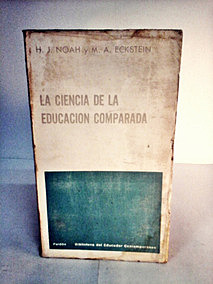 H. J. NOAH y M. A. ECKSTEIN
LA CIENCIA DE LA
EDUCACION COMPARADA
Paidós Biblioteca del Educador Contemporáneo